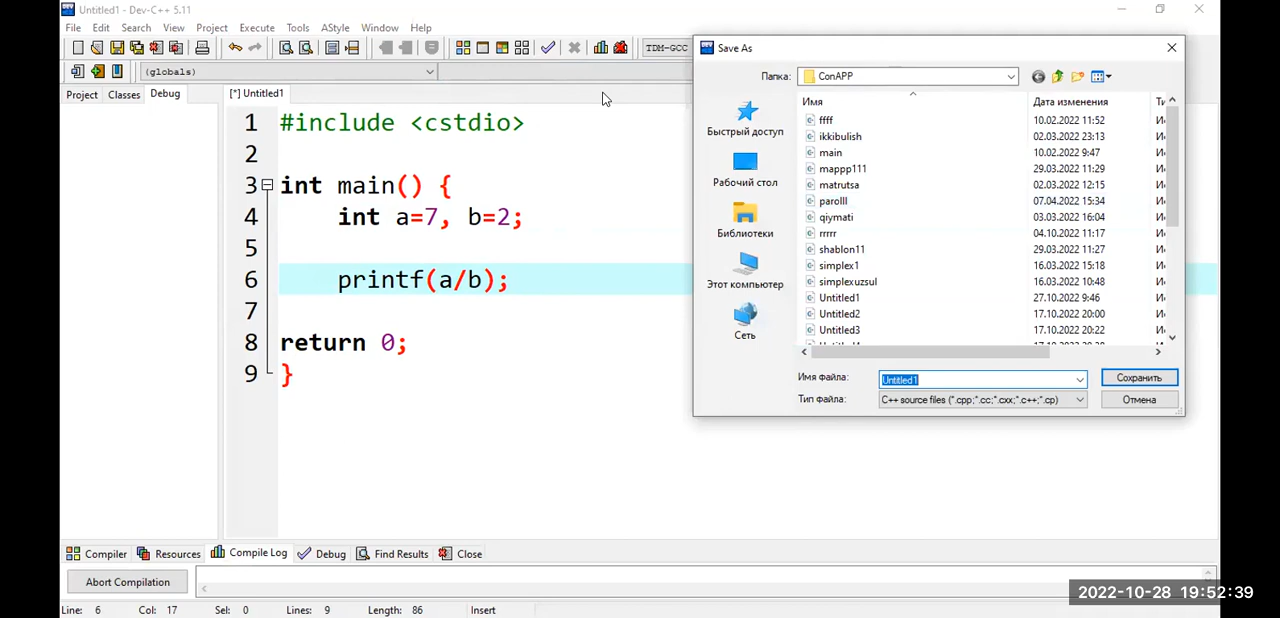 Untitled1 - Dev-C++ 5.11
File Edit Search View Project Execute Tools AStyle Window Help
TDM-GCC
(globals)
Project Classes Debug
[*] Untitled1
1 #include <cstdio>
2
3 int main() {
4 int a=7, b=2;
5
6 printf(a/b);
7
8 return 0;
9 }
Save As
Папка: ConAPP
Быстрый доступ
Рабочий стол
Библиотеки
Этот компьютер
Сеть
Имя Дата изменения
ffff 10.02.2022 11:52
ikkibulish 02.03.2022 23:13
main 10.02.2022 9:47
mappp111 29.03.2022 11:29
matrutsa 02.03.2022 12:15
parolll 07.04.2022 15:34
qiymati 03.03.2022 16:04
rrrrr 04.10.2022 11:17
shablon11 29.03.2022 11:27
simplex1 16.03.2022 15:18
simplexuzsul 16.03.2022 10:48
Untitled1 27.10.2022 9:46
Untitled2 17.10.2022 20:00
Untitled3 17.10.2022 20:22
Имя файла: Untitled1 Сохранить
Тип файла: C++ source files (*.cpp;*.cc;*.cxx;*.c++;*.cp) Отмена
Compiler Resources Compile Log Debug Find Results Close
Abort Compilation
Line: 6 Col: 17 Sel: 0 Lines: 9 Length: 86 Insert
2022-10-28 19:52:39